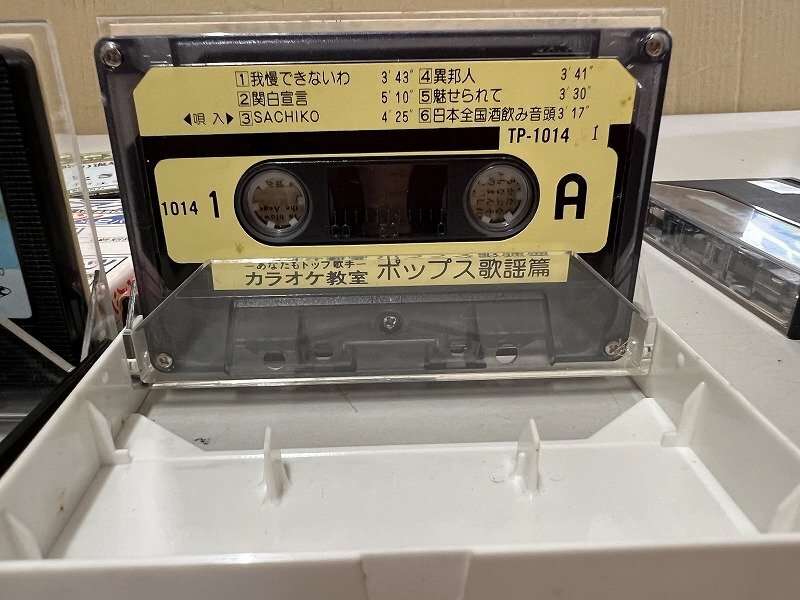 1 我慢できないわ 3'43" 4 異邦人 3'41"
2 関白宣言 5'10" 5 魅せられて 3'30"
◀唄 入▶ 3 SACHIKO 4'25" 6 日本全国酒飲み音頭 3'17"
TP-1014 1
1014 1 A
―あなたもトップ歌手―
カラオケ教室 ポップス歌謡篇